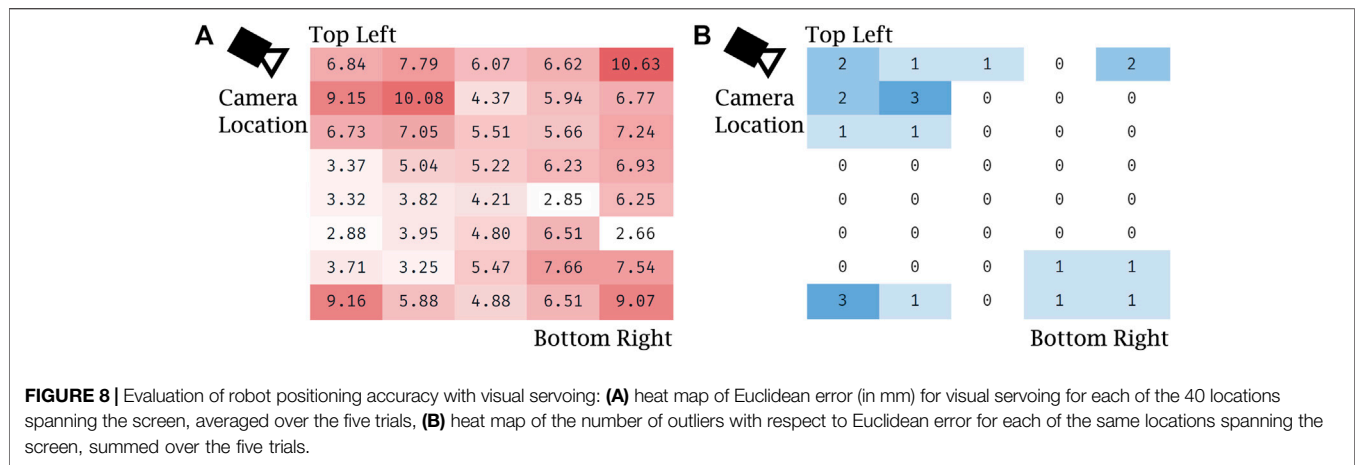 A
Top Left
Camera
Location
6.84 7.79 6.07 6.62 10.63
9.15 10.08 4.37 5.94 6.77
6.73 7.05 5.51 5.66 7.24
3.37 5.04 5.22 6.23 6.93
3.32 3.82 4.21 2.85 6.25
2.88 3.95 4.80 6.51 2.66
3.71 3.25 5.47 7.66 7.54
9.16 5.88 4.88 6.51 9.07
Bottom Right
B
Top Left
Camera
Location
2 1 1 0 2
2 3 0 0 0
1 1 0 0 0
0 0 0 0 0
0 0 0 0 0
0 0 0 0 0
0 0 0 1 1
3 1 0 1 1
Bottom Right
FIGURE 8 | Evaluation of robot positioning accuracy with visual servoing: (A) heat map of Euclidean error (in mm) for visual servoing for each of the 40 locations
spanning the screen, averaged over the five trials, (B) heat map of the number of outliers with respect to Euclidean error for each of the same locations spanning the
screen, summed over the five trials.